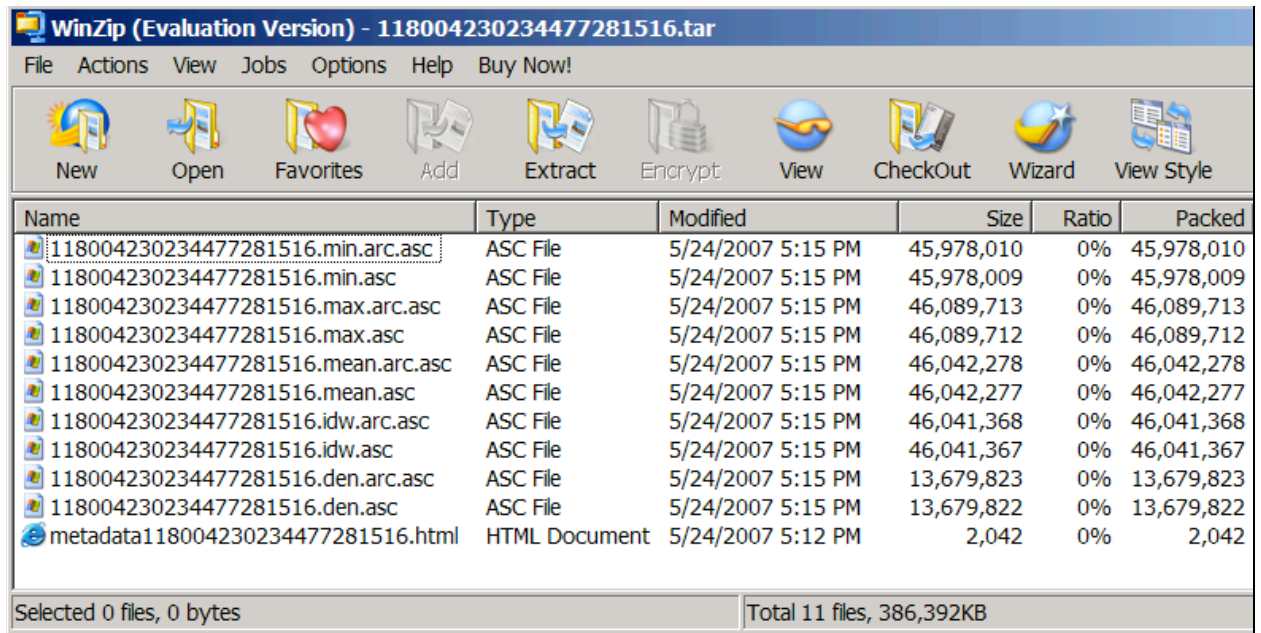 WinZip (Evaluation Version) - 118004230234477281516.tar
File Actions View Jobs Options Help Buy Now!
New Open Favorites Add Extract Encrypt View CheckOut Wizard View Style
Name Type Modified Size Ratio Packed
118004230234477281516.min.arc.asc ASC File 5/24/2007 5:15 PM 45,978,010 0% 45,978,010
118004230234477281516.min.asc ASC File 5/24/2007 5:15 PM 45,978,009 0% 45,978,009
118004230234477281516.max.arc.asc ASC File 5/24/2007 5:15 PM 46,089,713 0% 46,089,713
118004230234477281516.max.asc ASC File 5/24/2007 5:15 PM 46,089,712 0% 46,089,712
118004230234477281516.mean.arc.asc ASC File 5/24/2007 5:15 PM 46,042,278 0% 46,042,278
118004230234477281516.mean.asc ASC File 5/24/2007 5:15 PM 46,042,277 0% 46,042,277
118004230234477281516.idw.arc.asc ASC File 5/24/2007 5:15 PM 46,041,368 0% 46,041,368
118004230234477281516.idw.asc ASC File 5/24/2007 5:15 PM 46,041,367 0% 46,041,367
118004230234477281516.den.arc.asc ASC File 5/24/2007 5:15 PM 13,679,823 0% 13,679,823
118004230234477281516.den.asc ASC File 5/24/2007 5:15 PM 13,679,822 0% 13,679,822
metadata118004230234477281516.html HTML Document 5/24/2007 5:12 PM 2,042 0% 2,042
Selected 0 files, 0 bytes Total 11 files, 386,392KB